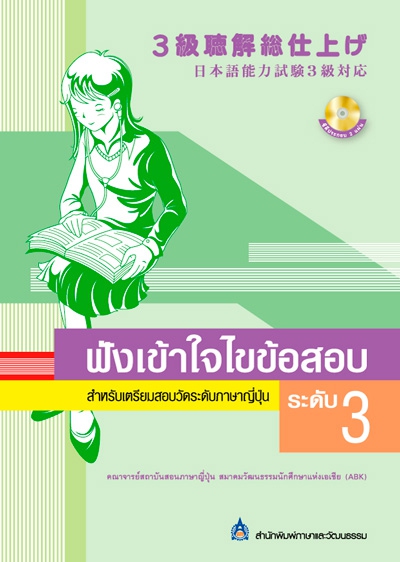 3級聴解総仕上げ
日本語能力試験3級対応
ฟังเข้าใจไขข้อสอบ
สำหรับเตรียมสอบวัดระดับภาษาญี่ปุ่น
ระดับ 3
คณาจารย์สถาบันสอนภาษาญี่ปุ่น สมาคมวัฒนธรรมนักศึกษาแห่งเอเชีย (ABK)
สำนักพิมพ์ภาษาและวัฒนธรรม